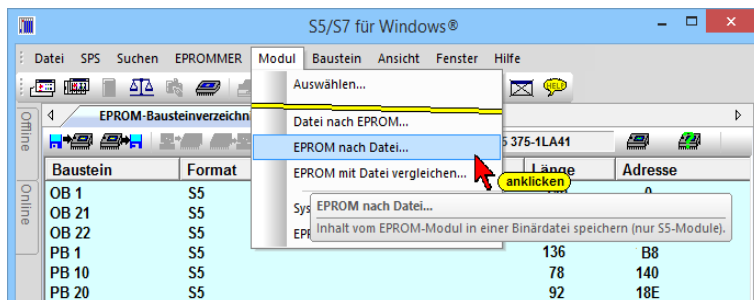 S5/S7 für Windows®
Datei SPS Suchen EPROMMER Modul Baustein Ansicht Fenster Hilfe
Auswählen...
HELP
Offline
EPROM-Bausteinverzeichn
Datei nach EPROM...
EPROM nach Datei...
5 375-1LA41
EPROM mit Datei vergleichen...
anklicken
Baustein Format Länge Adresse
Online
OB 1 S5 0
OB 21 S5 Sys
EPROM nach Datei...
OB 22 S5 EPR
Inhalt vom EPROM-Modul in einer Binärdatei speichern (nur S5-Module).
PB 1 S5 136 B8
PB 10 S5 78 140
PB 20 S5 92 18E